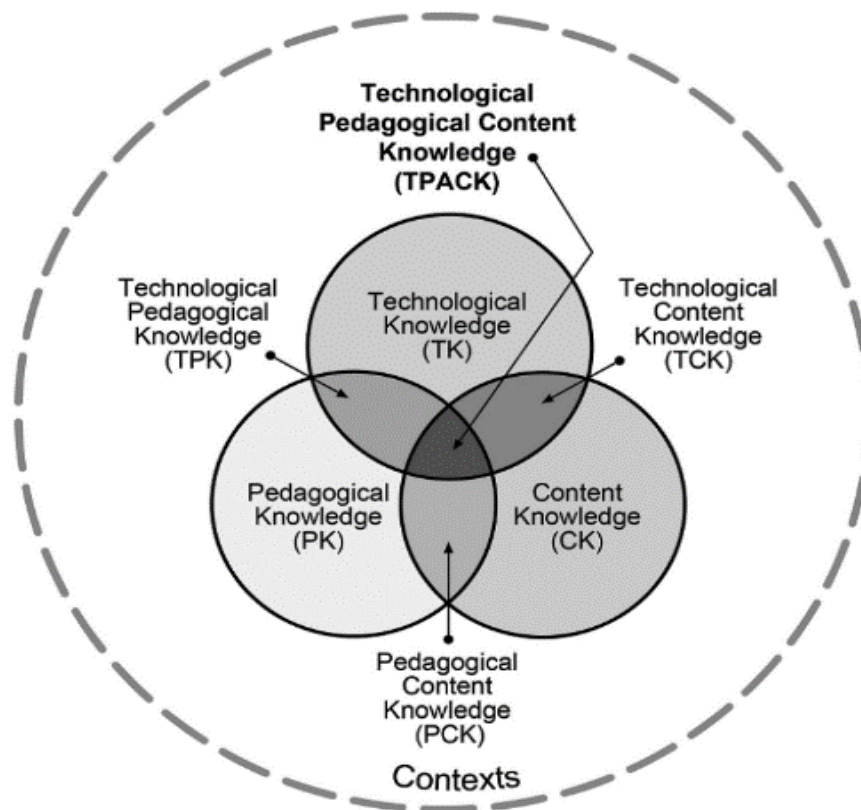 Technological
Pedagogical Content
Knowledge
(TPACK)
Technological
Pedagogical
Knowledge
(TPK)
Technological
Knowledge
(TK)
Technological
Content
Knowledge
(TCK)
Pedagogical
Knowledge
(PK)
Content
Knowledge
(CK)
Pedagogical
Content
Knowledge
(PCK)
Contexts